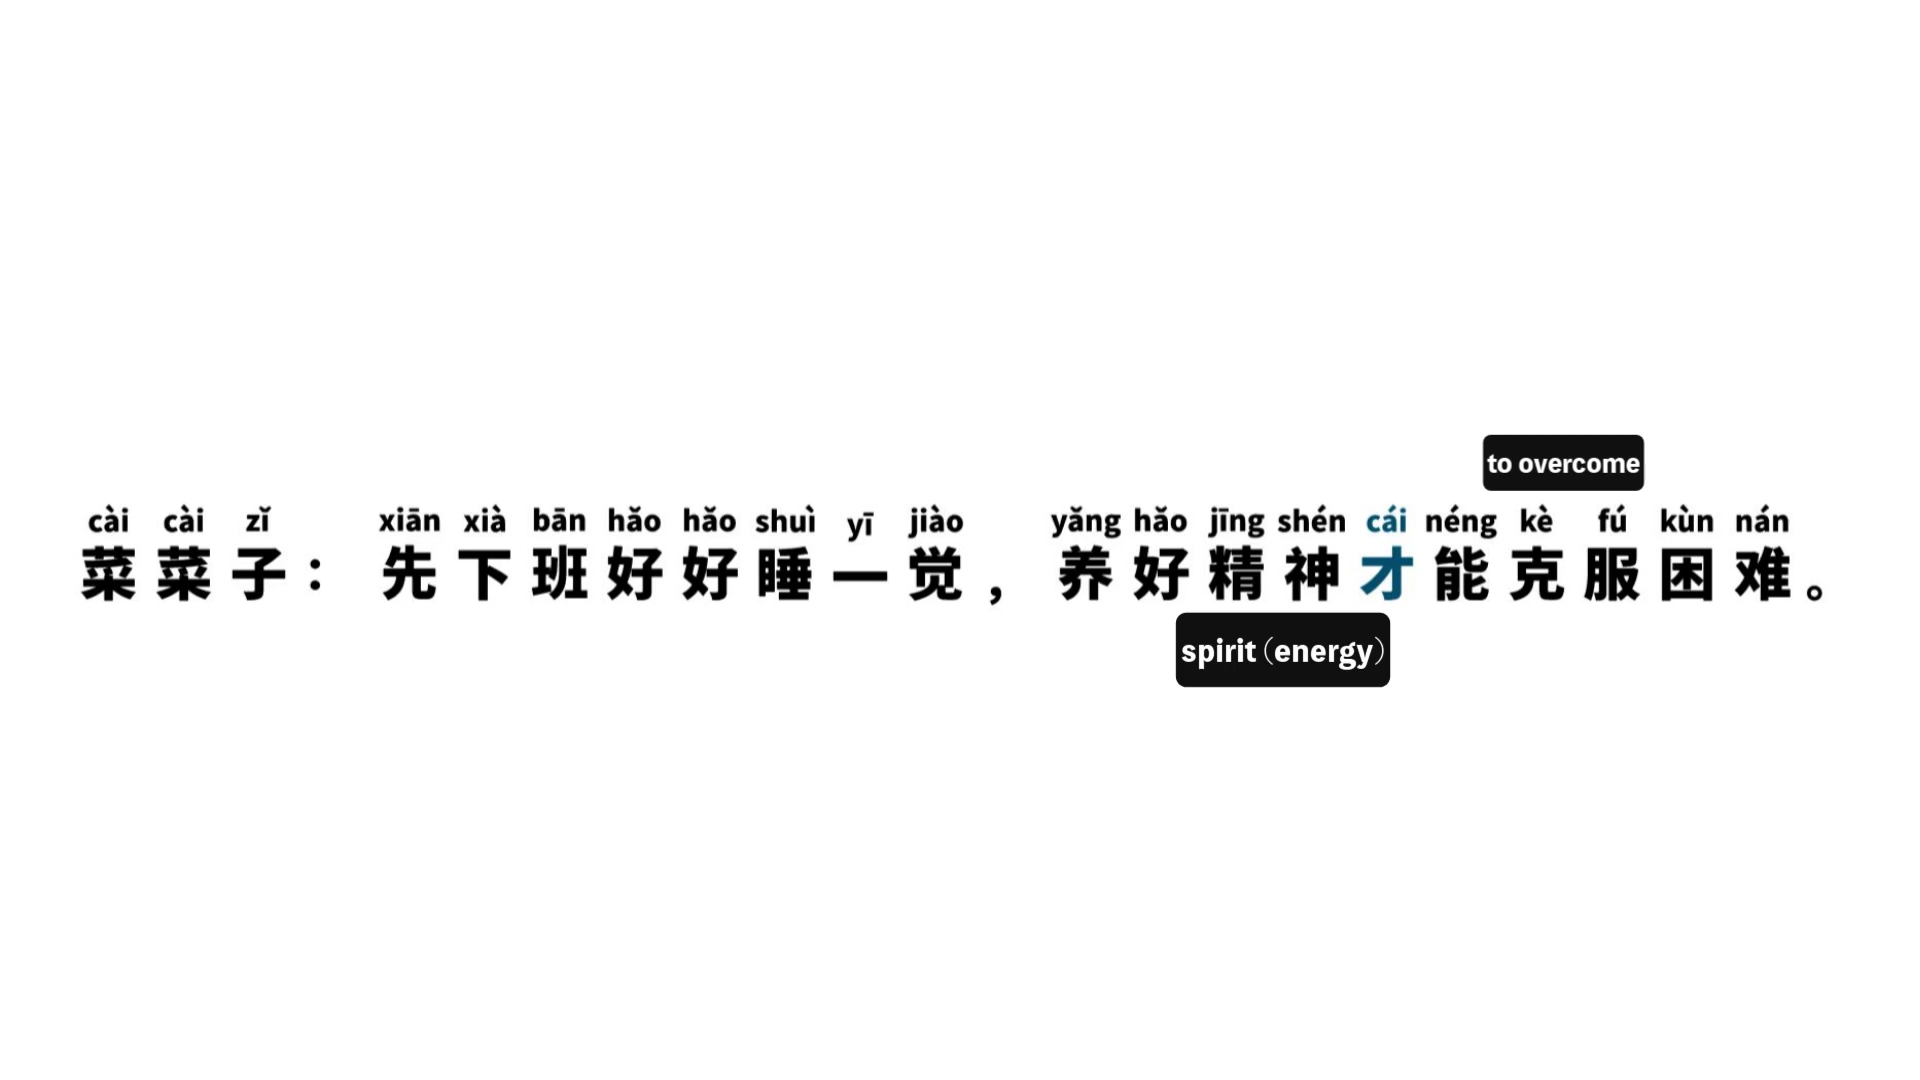 to overcome
cài cài zǐ xiān xià bān hǎo hǎo shuì yī jiào yǎng hǎo jīng shén cái néng kè fú kùn nán
菜菜子：先下班好好睡一觉，养好精神才能克服困难。
spirit（energy）